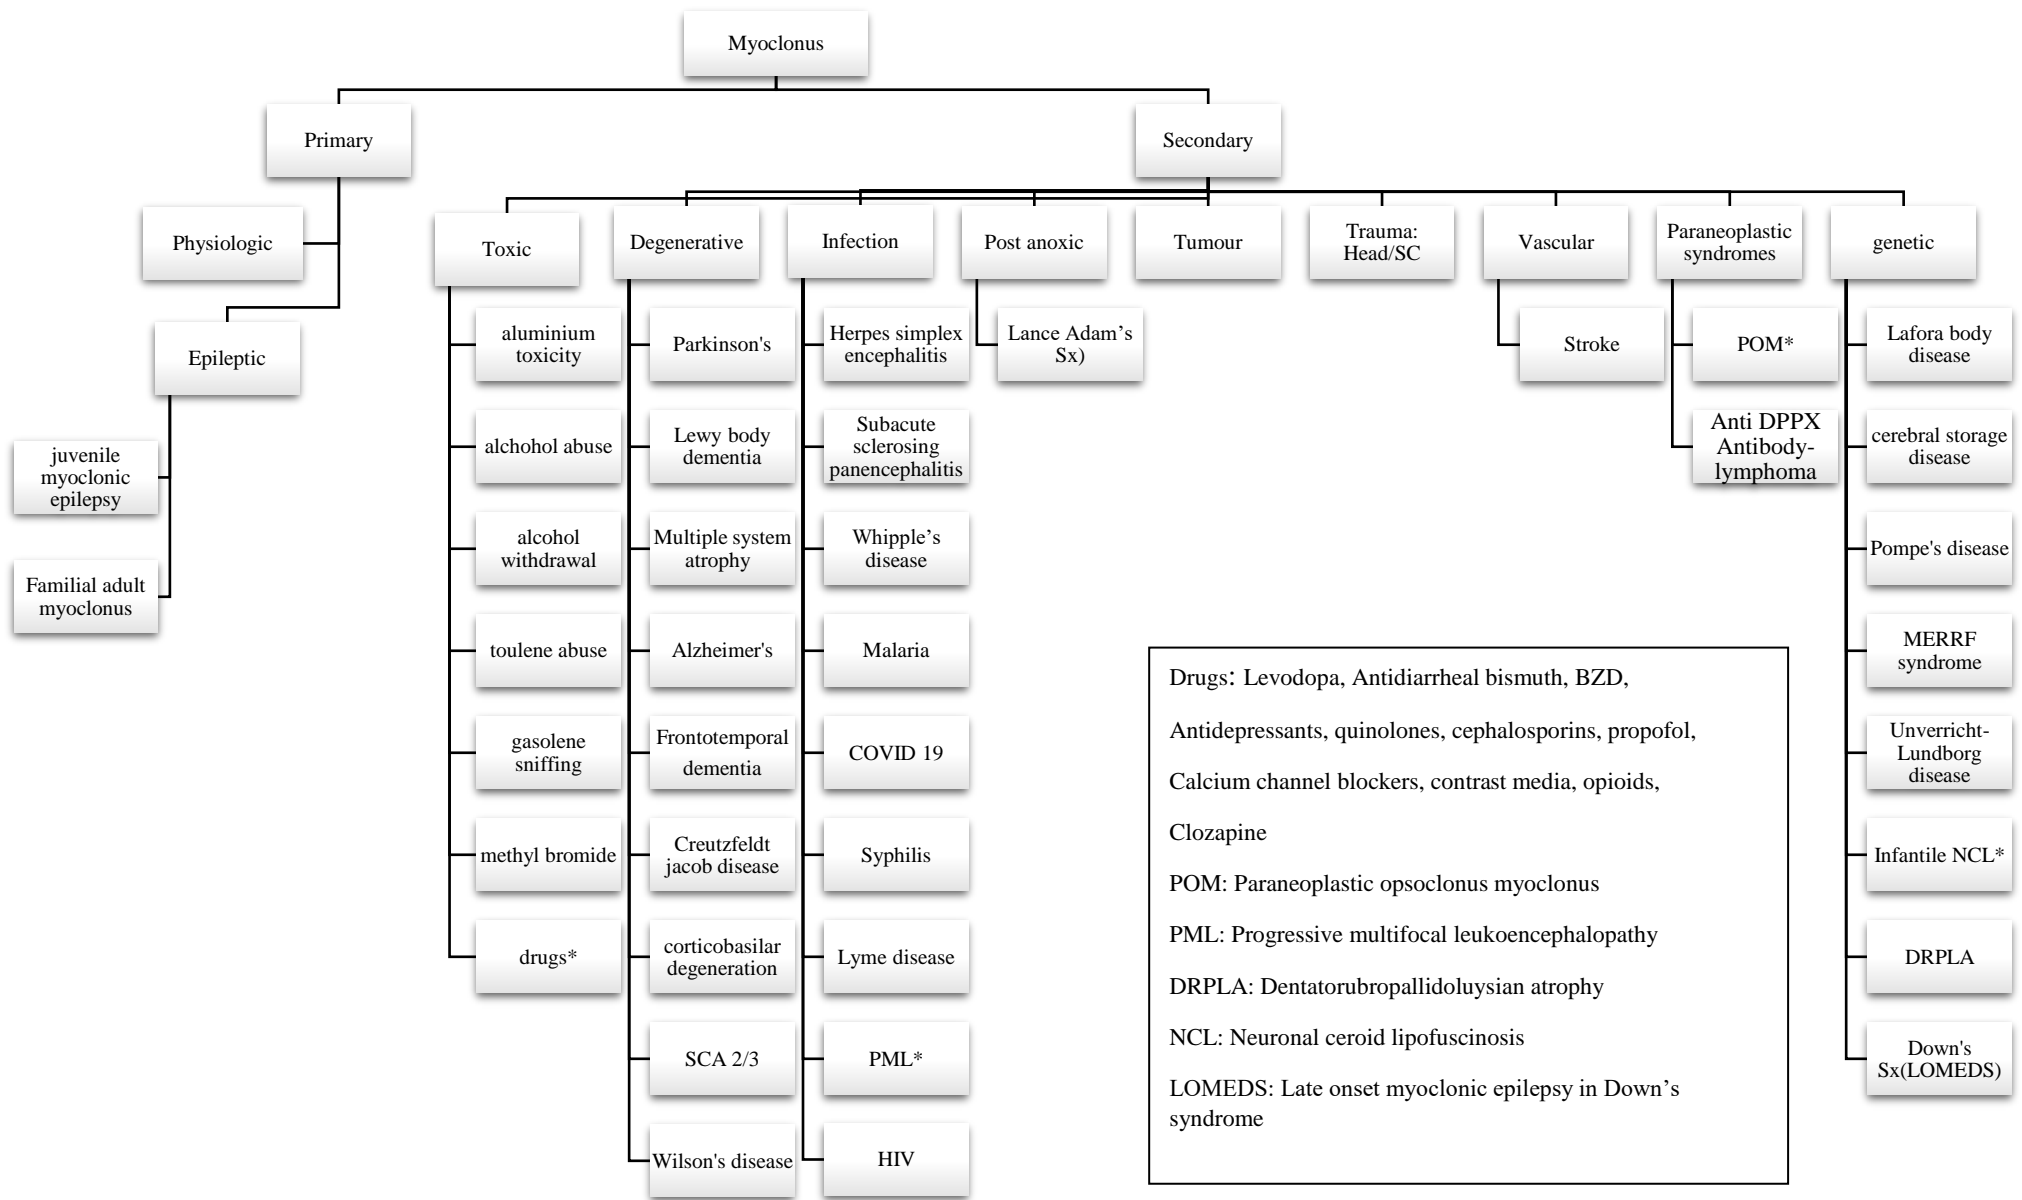 Myoclonus
Primary
Secondary
Physiologic
Epileptic
juvenile
myoclonic
epilepsy
Familial adult
myoclonus
Toxic
aluminium
toxicity
alchohol abuse
alcohol
withdrawal
toulene abuse
gasolene
sniffing
methyl bromide
drugs*
Degenerative
Parkinson's
Lewy body
dementia
Multiple system
atrophy
Alzheimer's
Frontotemporal
dementia
Creutzfeldt
jacob disease
corticobasilar
degeneration
SCA 2/3
Wilson's disease
Infection
Herpes simplex
encephalitis
Subacute
sclerosing
panencephalitis
Whipple’s
disease
Malaria
COVID 19
Syphilis
Lyme disease
PML*
HIV
Post anoxic
Lance Adam’s
Sx)
Tumour
Trauma:
Head/SC
Vascular
Stroke
Paraneoplastic
syndromes
POM*
Anti DPPX
Antibody-
lymphoma
genetic
Lafora body
disease
cerebral storage
disease
Pompe's disease
MERRF
syndrome
Unverricht-
Lundborg
disease
Infantile NCL*
DRPLA
Down's
Sx(LOMEDS)
Drugs: Levodopa, Antidiarrheal bismuth, BZD,
Antidepressants, quinolones, cephalosporins, propofol,
Calcium channel blockers, contrast media, opioids,
Clozapine
POM: Paraneoplastic opsoclonus myoclonus
PML: Progressive multifocal leukoencephalopathy
DRPLA: Dentatorubropallidoluysian atrophy
NCL: Neuronal ceroid lipofuscinosis
LOMEDS: Late onset myoclonic epilepsy in Down’s
syndrome